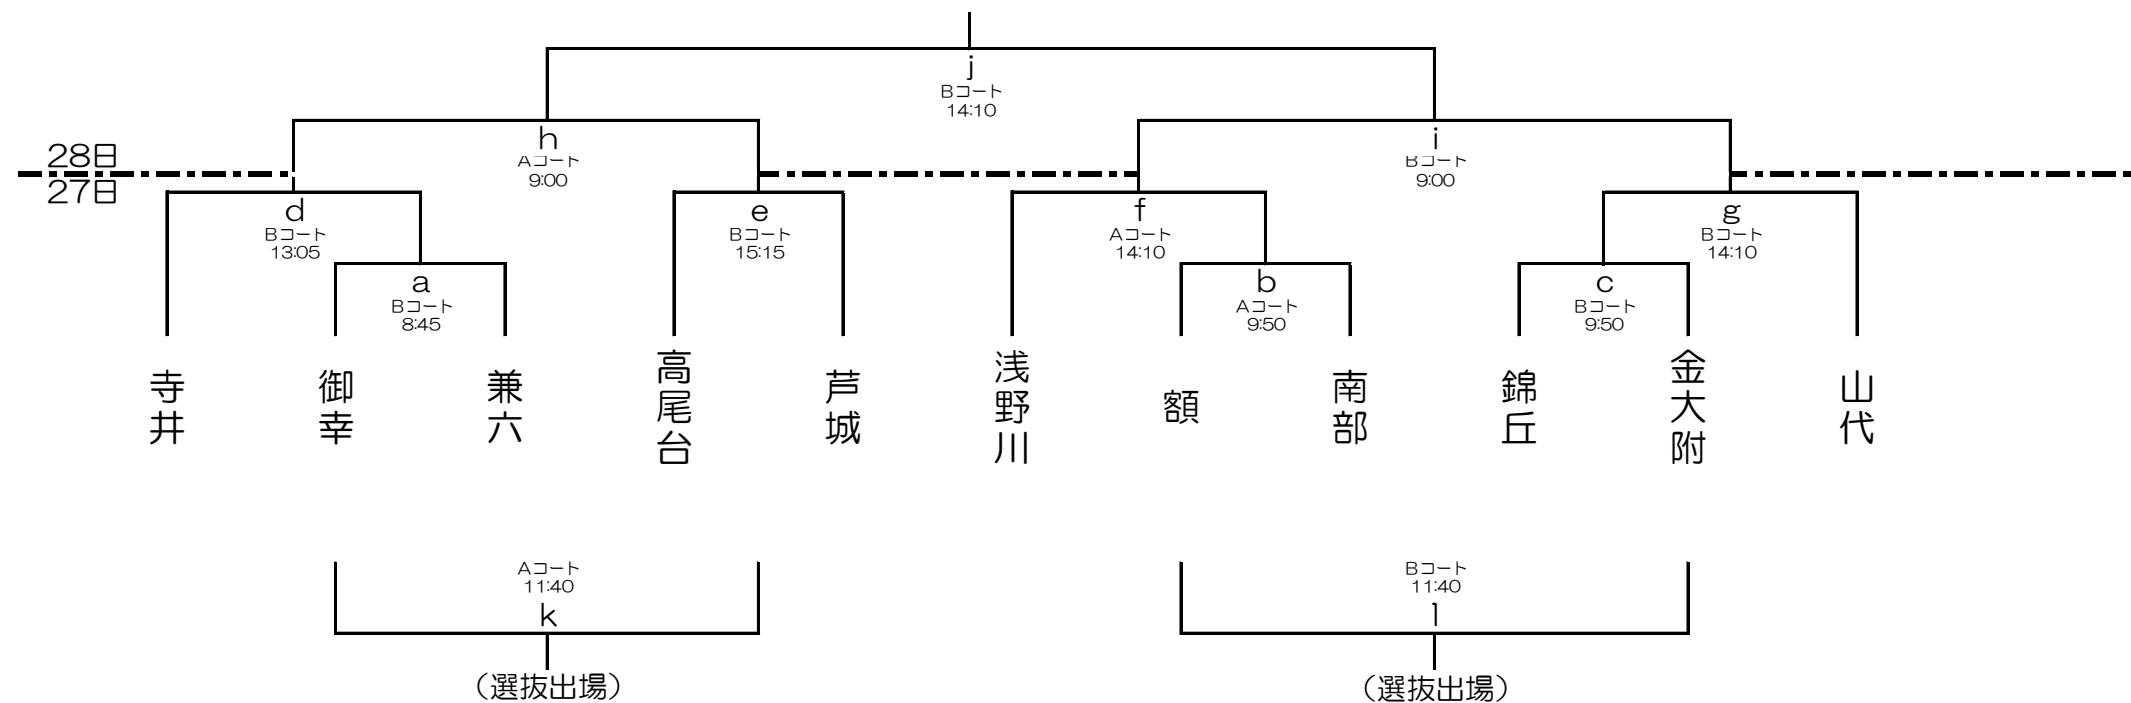 j
Bコート
14:10
h
Aコート
9:00
i
Bコート
9:00
28日
27日
d
Bコート
13:05
e
Bコート
15:15
f
Aコート
14:10
g
Bコート
14:10
a
Bコート
8:45
b
Aコート
9:50
c
Bコート
9:50
寺井
御幸
兼六
高尾台
芦城
浅野川
額
南部
錦丘
金大附
山代
Aコート
11:40
k
(選抜出場)
Bコート
11:40
l
(選抜出場)